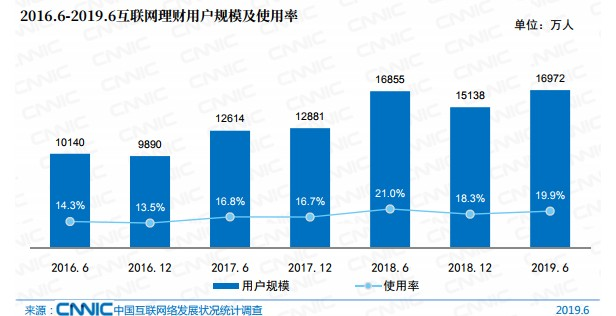 2016.6-2019.6互联网理财用户规模及使用率
单位：万人
10140 9890 12614 12881 16855 15138 16972
14.3% 13.5% 16.8% 16.7% 21.0% 18.3% 19.9%
2016. 6 2016. 12 2017. 6 2017. 12 2018. 6 2018. 12 2019. 6
用户规模 使用率
来源：CNNIC中国互联网络发展状况统计调查 2019.6